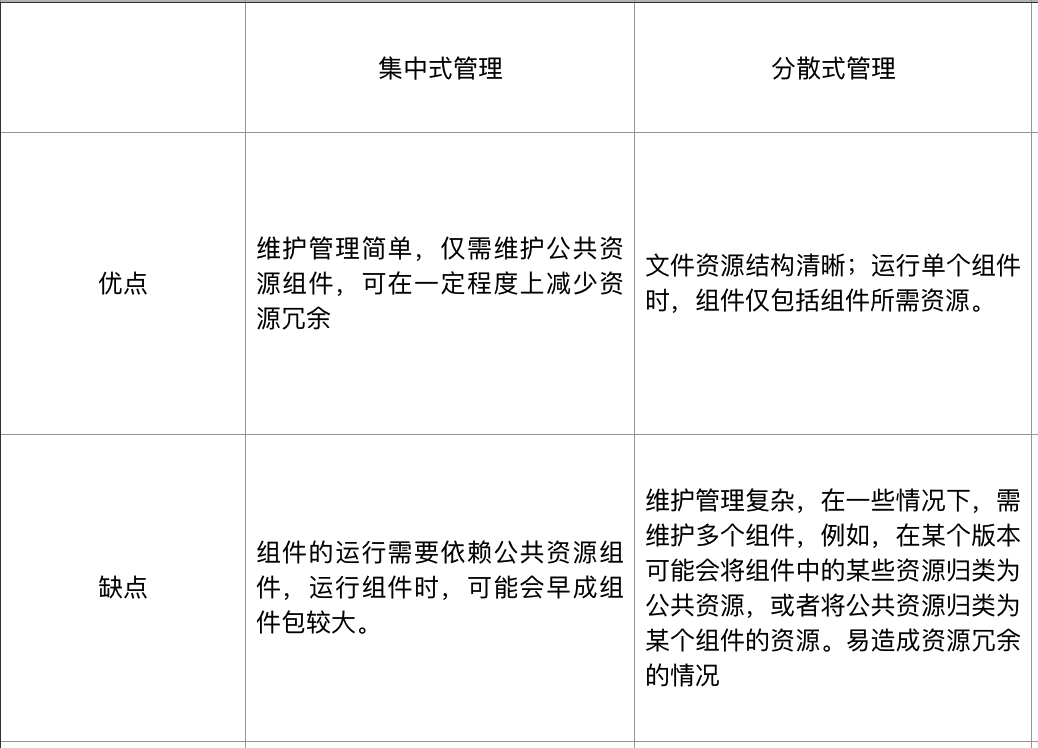 集中式管理
分散式管理
优点
维护管理简单，仅需维护公共资
源组件，可在一定程度上减少资
源冗余
文件资源结构清晰；运行单个组件
时，组件仅包括组件所需资源。
缺点
组件的运行需要依赖公共资源组
件，运行组件时，可能会早成组
件包较大。
维护管理复杂，在一些情况下，需
维护多个组件，例如，在某个版本
可能会将组件中的某些资源归类为
公共资源，或者将公共资源归类为
某个组件的资源。易造成资源冗余
的情况